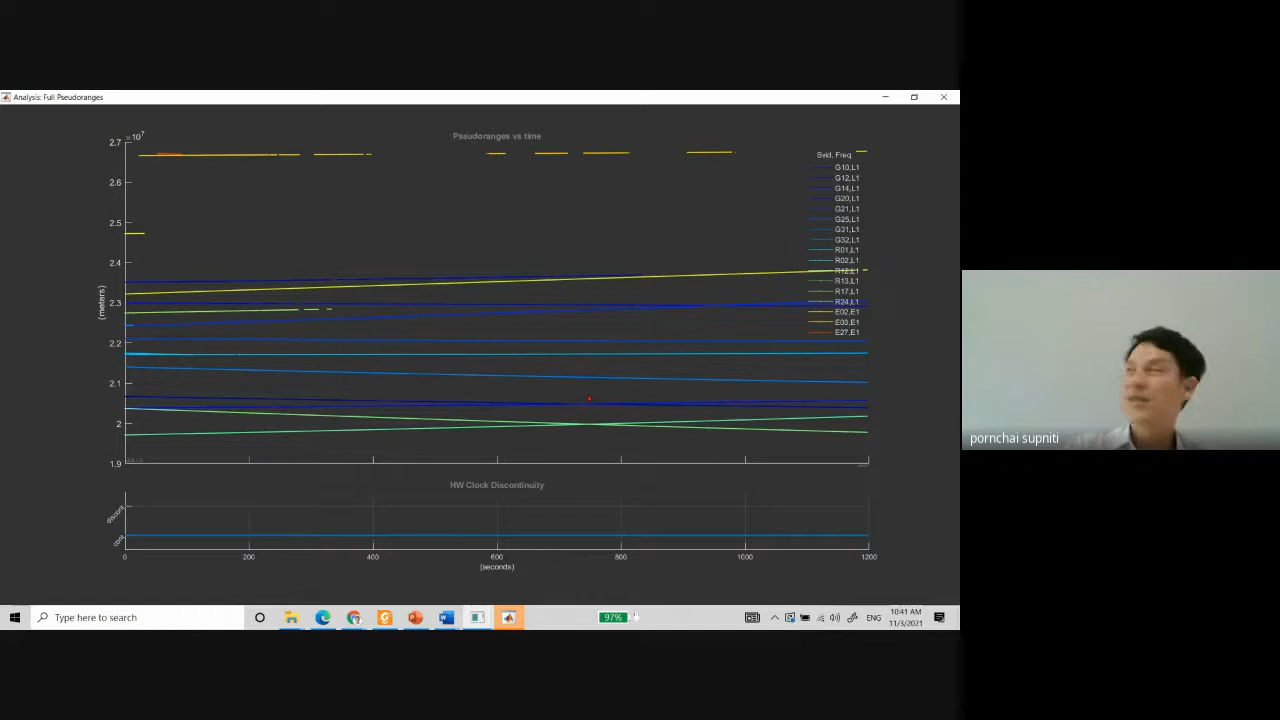 Analysis: Full Pseudoranges
Pseudoranges vs time
×10⁷
2.7
2.6
2.5
2.4
2.3
2.2
2.1
2
1.9
(meters)
Svid, Freq
G10,L1
G12,L1
G14,L1
G20,L1
G21,L1
G25,L1
G31,L1
G32,L1
R01,L1
R02,L1
R12,L1
R13,L1
R17,L1
R24,L1
E02,E1
E03,E1
E27,E1
HW Clock Discontinuity
discont
cont
0 200 400 600 800 1000 1200
(seconds)
pornchai supniti
Type here to search
97%
ENG
10:41 AM
11/3/2021